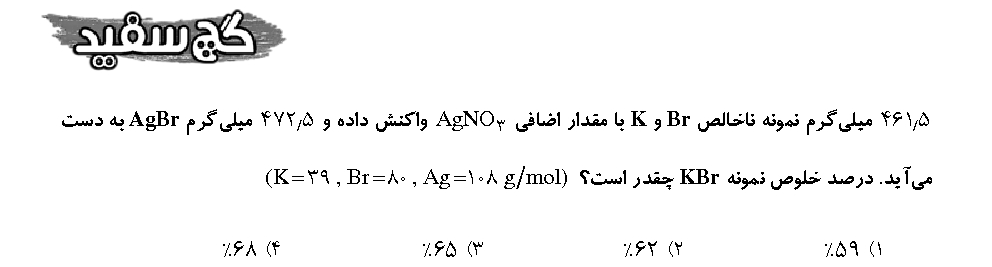 گچ سفید
۴۶۱٫۵ میلی‌گرم نمونه ناخالص Br و K با مقدار اضافی AgNO۳ واکنش داده و ۴۷۲٫۵ میلی‌گرم AgBr به دست
می‌آید. درصد خلوص نمونه KBr چقدر است؟ (K=۳۹ , Br=۸۰ , Ag=۱۰۸ g/mol)
۱) ۵۹٪ ۲) ۶۲٪ ۳) ۶۵٪ ۴) ۶۸٪